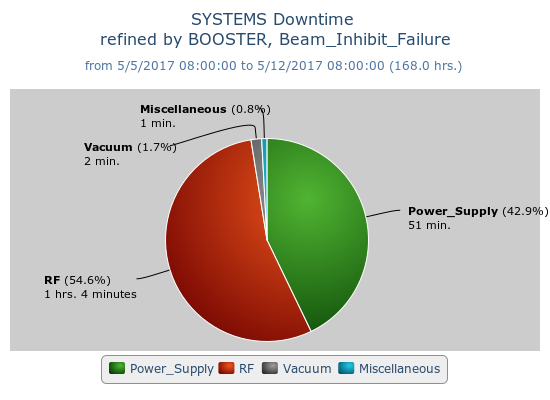 SYSTEMS Downtime
refined by BOOSTER, Beam_Inhibit_Failure
from 5/5/2017 08:00:00 to 5/12/2017 08:00:00 (168.0 hrs.)
Miscellaneous (0.8%)
1 min.
Vacuum (1.7%)
2 min.
Power_Supply (42.9%)
51 min.
RF (54.6%)
1 hrs. 4 minutes
Power_Supply RF Vacuum Miscellaneous